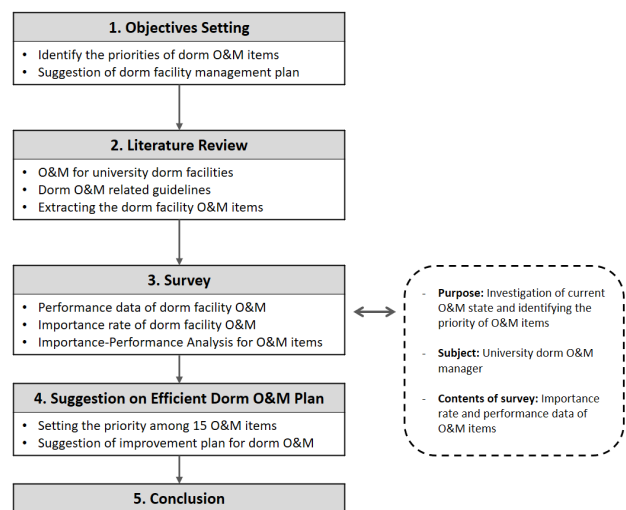 1. Objectives Setting
• Identify the priorities of dorm O&M items
• Suggestion of dorm facility management plan
2. Literature Review
• O&M for university dorm facilities
• Dorm O&M related guidelines
• Extracting the dorm facility O&M items
3. Survey
• Performance data of dorm facility O&M
• Importance rate of dorm facility O&M
• Importance-Performance Analysis for O&M items
- Purpose: Investigation of current
O&M state and identifying the
priority of O&M items
- Subject: University dorm O&M
manager
- Contents of survey: Importance
rate and performance data of
O&M items
4. Suggestion on Efficient Dorm O&M Plan
• Setting the priority among 15 O&M items
• Suggestion of improvement plan for dorm O&M
5. Conclusion